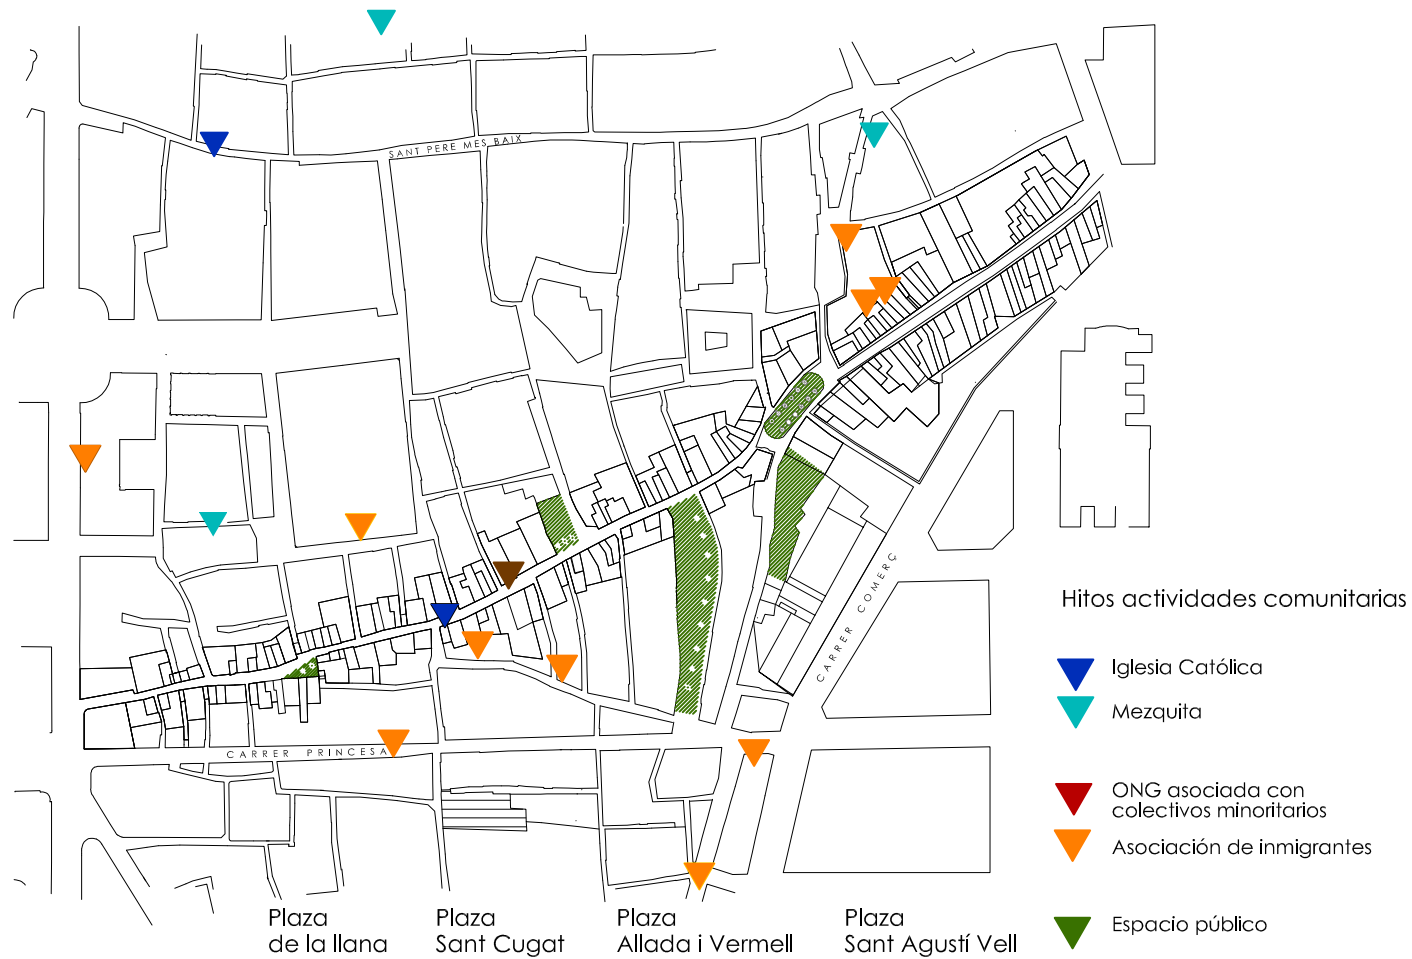 SANT PERE MES BAIX
CARRER COMERÇ
CARRER PRINÇESA
Hitos actividades comunitarias
Iglesia Católica
Mezquita
ONG asociada con
colectivos minoritarios
Asociación de inmigrantes
Espacio público
Plaza
de la llana
Plaza
Sant Cugat
Plaza
Allada i Vermell
Plaza
Sant Agustí Vell